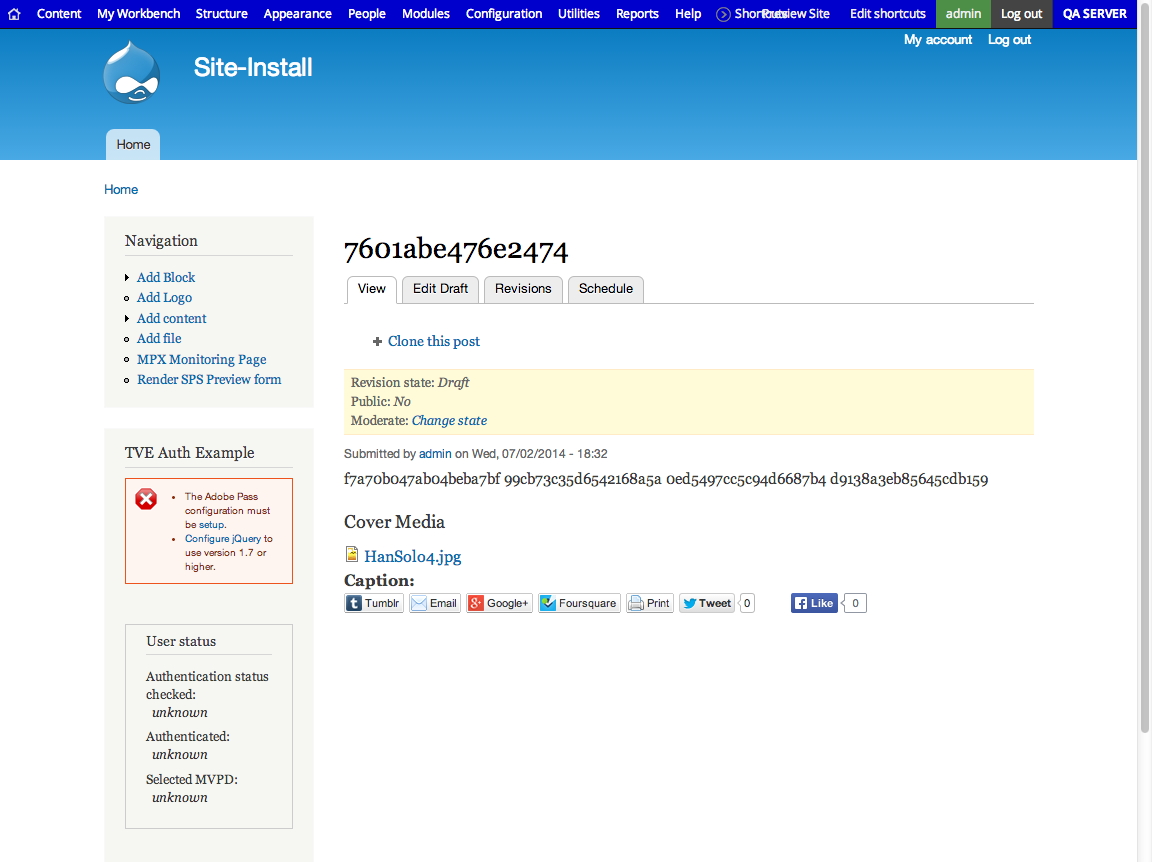 Content My Workbench Structure Appearance People Modules Configuration Utilities Reports Help Shortcuts Preview Site Edit shortcuts admin Log out QA SERVER
My account Log out
Site-Install
Home
Home
Navigation
Add Block
Add Logo
Add content
Add file
MPX Monitoring Page
Render SPS Preview form
TVE Auth Example
The Adobe Pass
configuration must
be setup.
Configure jQuery to
use version 1.7 or
higher.
User status
Authentication status
checked:
unknown
Authenticated:
unknown
Selected MVPD:
unknown
7601abe476e2474
View Edit Draft Revisions Schedule
Clone this post
Revision state: Draft
Public: No
Moderate: Change state
Submitted by admin on Wed, 07/02/2014 - 18:32
f7a70b047ab04beba7bf 99cb73c35d6542168a5a 0ed5497cc5c94d6687b4 d9138a3eb85645cdb159
Cover Media
HanSolo4.jpg
Caption:
Tumblr Email Google+ Foursquare Print Tweet 0 Like 0